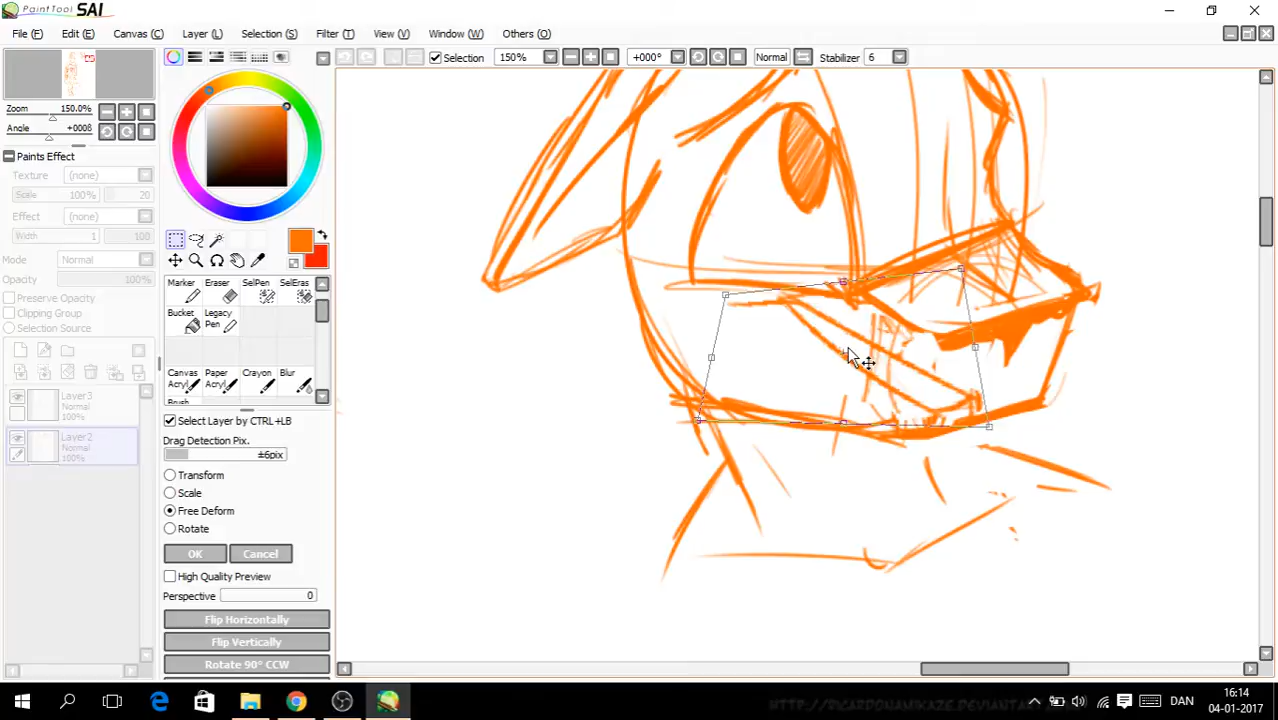 PaintTool SAI
File (F) Edit (E) Canvas (C) Layer (L) Selection (S) Filter (T) View (V) Window (W) Others (O)
Selection 150% +000° Normal Stabilizer 6
Zoom 150.0%
Angle +000ß
Paints Effect
Texture (none)
Scale 100% 20
Effect (none)
Width 1 100
Mode Normal
Opacity 100%
Preserve Opacity
Clipping Group
Selection Source
Layer3
Normal
100%
Layer2
Normal
100%
Marker Eraser SelPen SelEras
Bucket Legacy
Pen
Calligra Paper Crayon Blur
Acryl Acryl
Brush
Select Layer by CTRL +LB
Drag Detection Pix.
±6pix
Transform
Scale
Free Deform
Rotate
OK Cancel
High Quality Preview
Perspective 0
Flip Horizontally
Flip Vertically
Rotate 90° CCW
DAN
16:14
04-01-2017